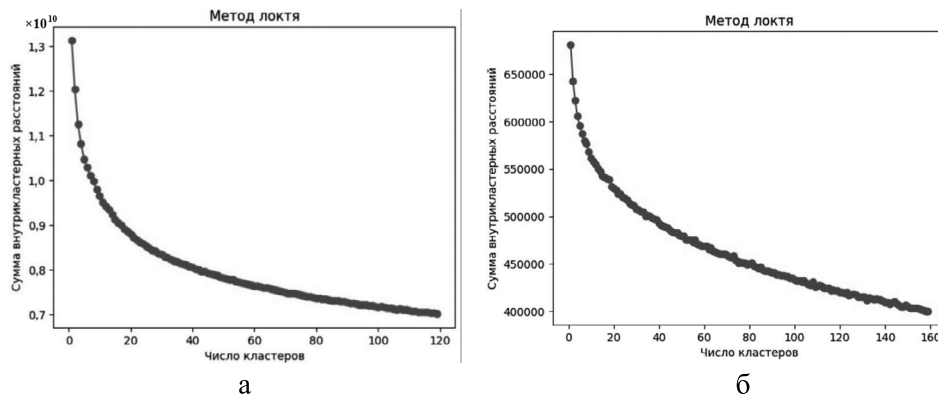 Метод локтя
×10¹⁰
1,3
1,2
1,1
1,0
0,9
0,8
0,7
Сумма внутрикластерных расстояний
0 20 40 60 80 100 120
Число кластеров
а
Метод локтя
650000
600000
550000
500000
450000
400000
Сумма внутрикластерных расстояний
0 20 40 60 80 100 120 140 160
Число кластеров
б